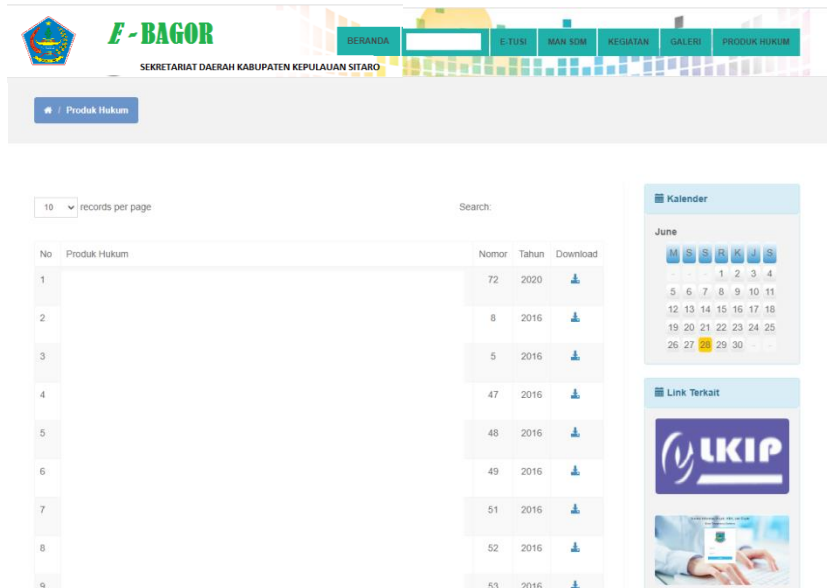 E-BAGOR
SEKRETARIAT DAERAH KABUPATEN KEPULAUAN SITARO
BERANDA E-TUSI MAN SDM KEGIATAN GALERI PRODUK HUKUM
/ Produk Hukum
10 records per page
Search:
No Produk Hukum Nomor Tahun Download
1 72 2020
2 8 2016
3 5 2016
4 47 2016
5 48 2016
6 49 2016
7 51 2016
8 52 2016
9 53 2016
Kalender
June
M S S R K J S
- - - 1 2 3 4
5 6 7 8 9 10 11
12 13 14 15 16 17 18
19 20 21 22 23 24 25
26 27 28 29 30 - -
Link Terkait
LKIP